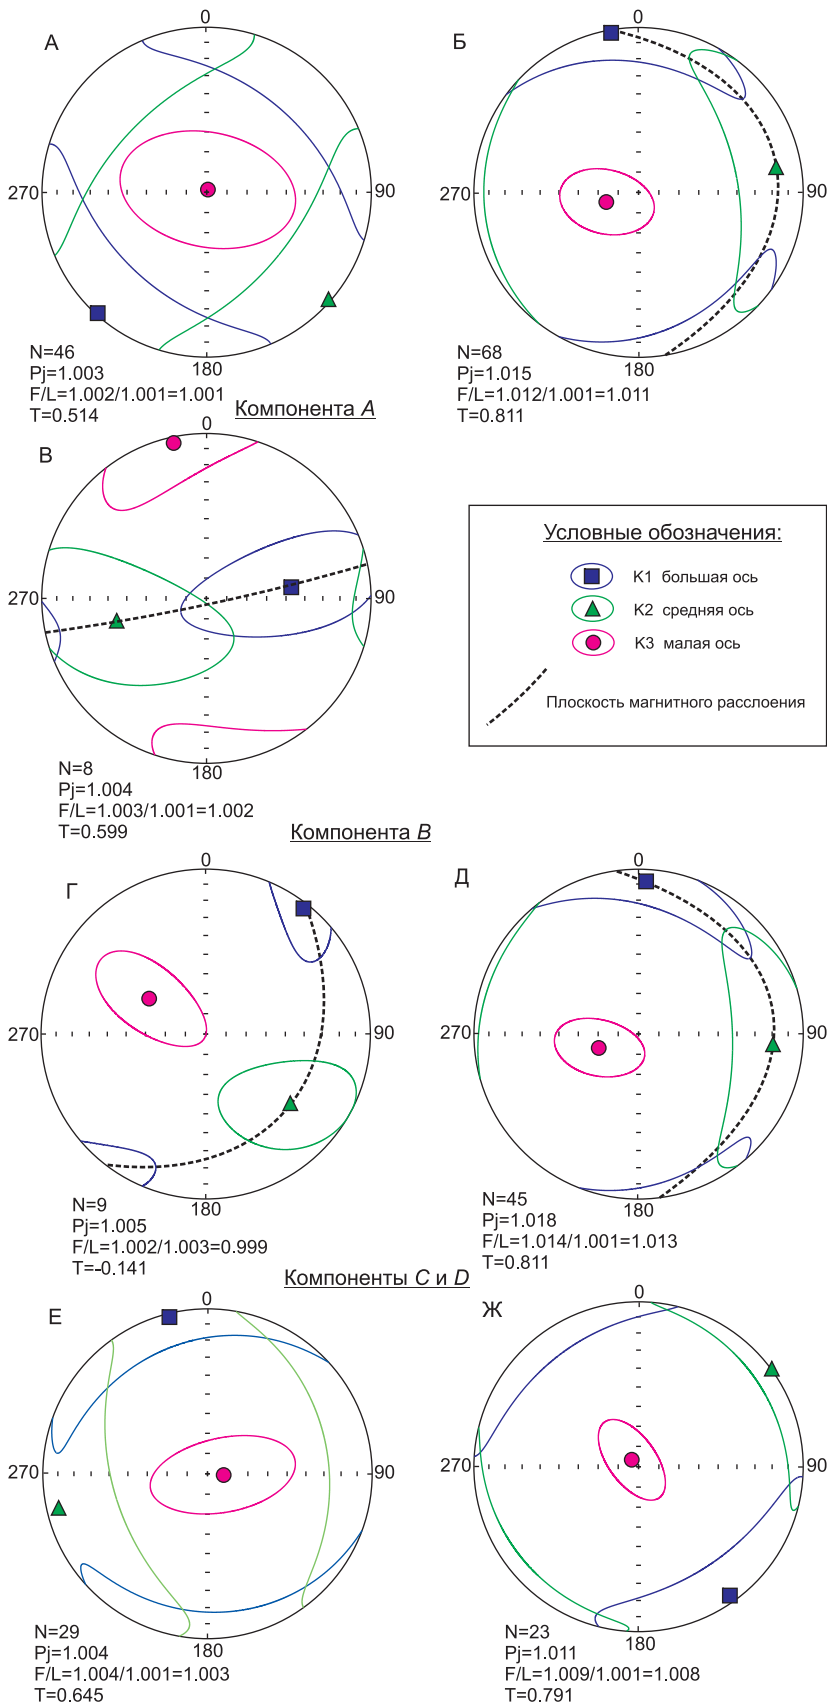 А
0
270
90
180
N=46
Pj=1.003
F/L=1.002/1.001=1.001
T=0.514
Б
0
270
90
180
N=68
Pj=1.015
F/L=1.012/1.001=1.011
T=0.811
Компонента A
В
0
270
90
180
N=8
Pj=1.004
F/L=1.003/1.001=1.002
T=0.599
Условные обозначения:
K1 большая ось
K2 средняя ось
K3 малая ось
Плоскость магнитного расслоения
Компонента B
Г
0
270
90
180
N=9
Pj=1.005
F/L=1.002/1.003=0.999
T=-0.141
Д
0
270
90
180
N=45
Pj=1.018
F/L=1.014/1.001=1.013
T=0.811
Компоненты C и D
Е
0
270
90
180
N=29
Pj=1.004
F/L=1.004/1.001=1.003
T=0.645
Ж
0
270
90
180
N=23
Pj=1.011
F/L=1.009/1.001=1.008
T=0.791